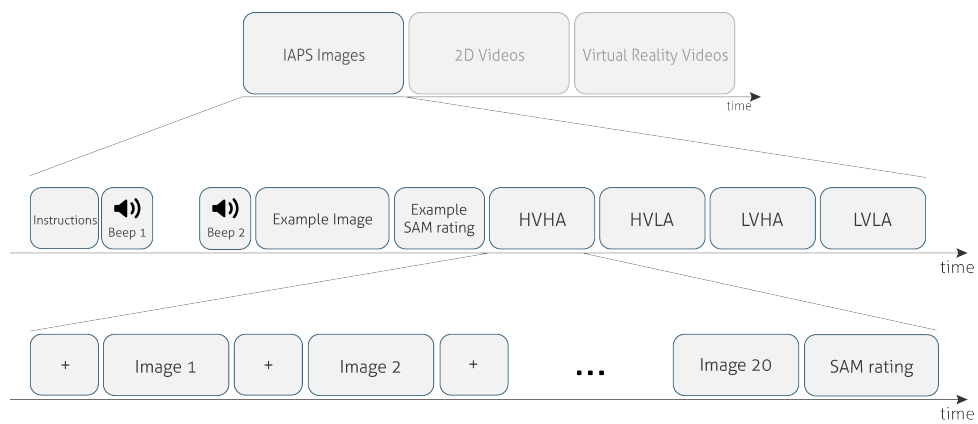 IAPS Images
2D Videos
Virtual Reality Videos
time
Instructions
Beep 1
Beep 2
Example Image
Example
SAM rating
HVHA
HVLA
LVHA
LVLA
time
+
Image 1
+
Image 2
+
...
Image 20
SAM rating
time